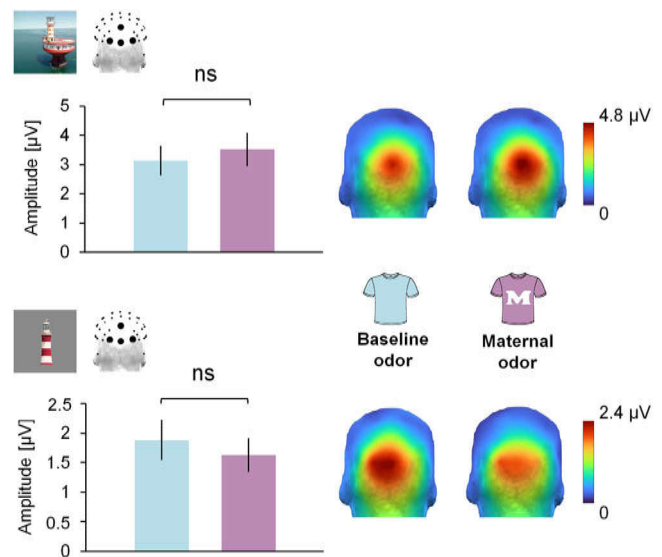 ns
5
4
3
2
1
0
Amplitude [µV]
4.8 µV
0
Baseline
odor
M
Maternal
odor
ns
2.5
2
1.5
1
0.5
0
Amplitude [µV]
2.4 µV
0